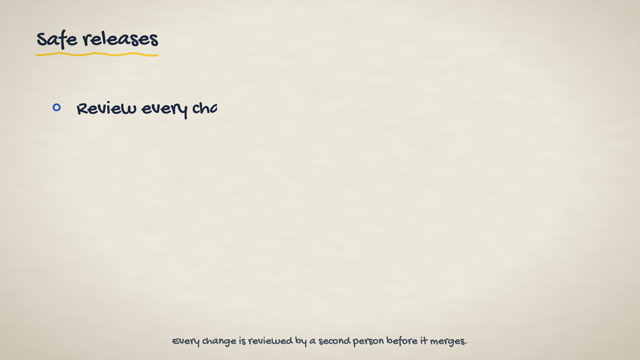 Safe releases
Review every cha
Every change is reviewed by a second person before it merges.